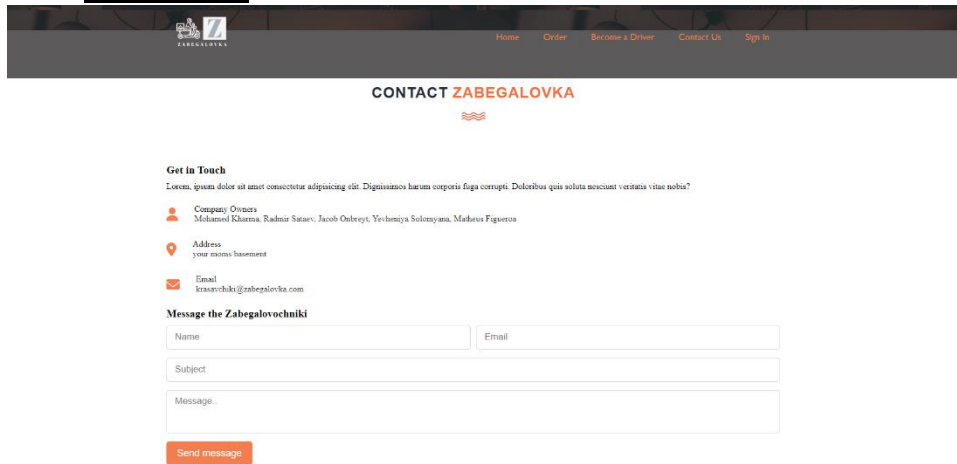 Z
ZABEGALOVKA
Home Order Become a Driver Contact Us Sign In
CONTACT ZABEGALOVKA
Get in Touch
Lorem, ipsum dolor sit amet consectetur adipisicing elit. Dignissimos harum corporis fuga corrupti. Doloribus quis soluta nesciunt veritatis vitae nobis?
Company Owners
Mohamed Kharma, Radmir Sataev, Jacob Onbreyt, Yevheniya Solomyana, Matheus Figueroa
Address
your moms basement
Email
krasavchiki@zabegalovka.com
Message the Zabegalovochniki
Name Email
Subject
Message..
Send message